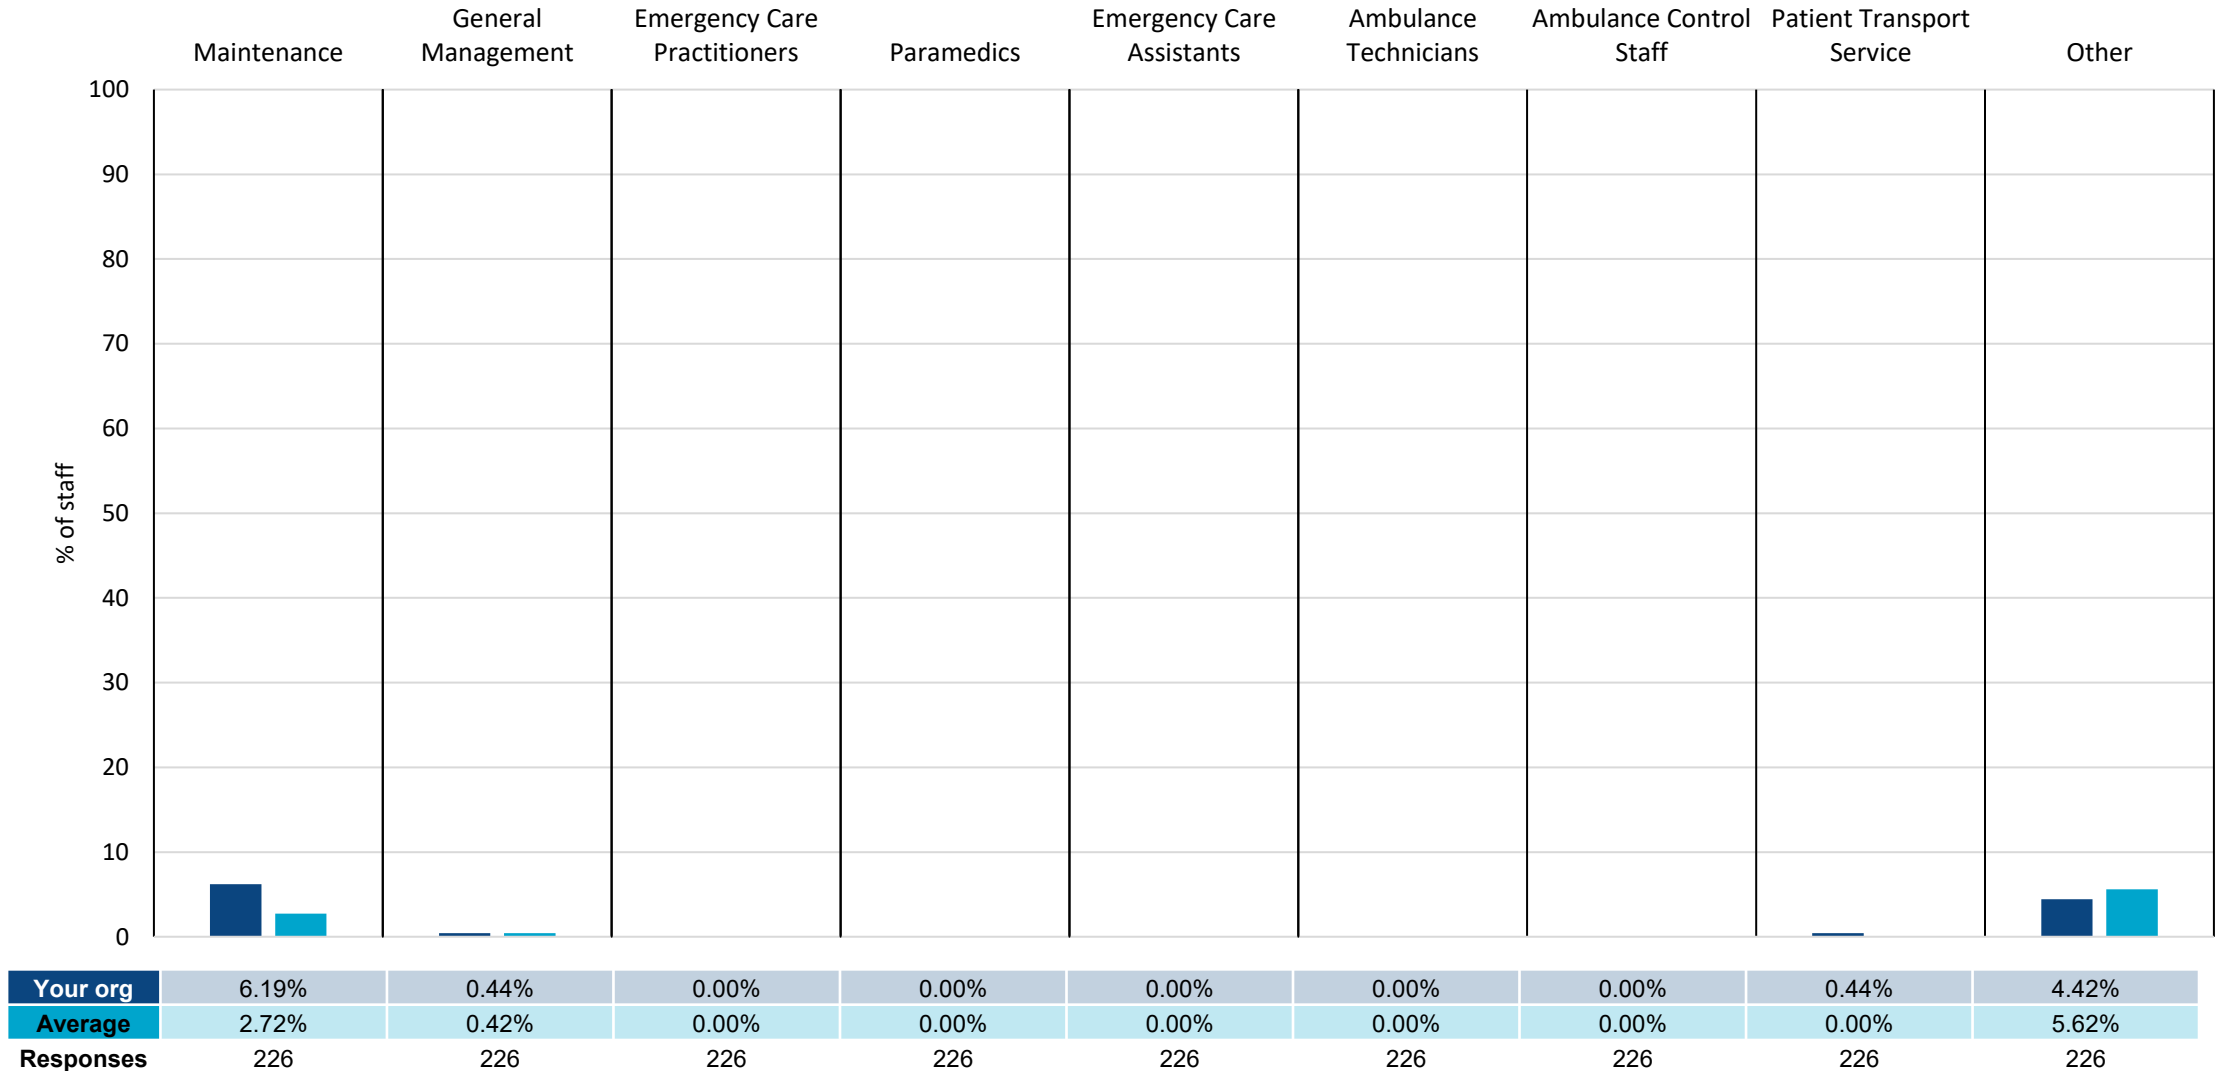 Maintenance
General
Management
Emergency Care
Practitioners
Paramedics
Emergency Care
Assistants
Ambulance
Technicians
Ambulance Control
Staff
Patient Transport
Service
Other
% of staff
100
90
80
70
60
50
40
30
20
10
0
Your org 6.19% 0.44% 0.00% 0.00% 0.00% 0.00% 0.00% 0.44% 4.42%
Average 2.72% 0.42% 0.00% 0.00% 0.00% 0.00% 0.00% 0.00% 5.62%
Responses 226 226 226 226 226 226 226 226 226